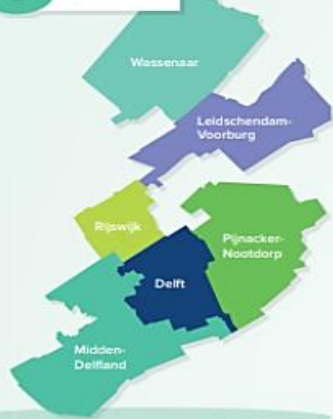 Wassenaar
Leidschendam-
Voorburg
Rijswijk
Pijnacker-
Nootdorp
Delft
Midden-
Delfland